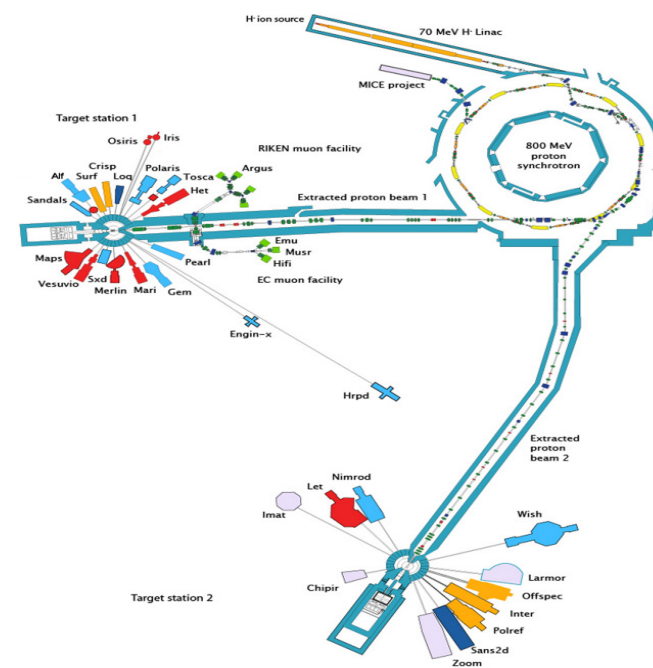 H⁻ ion source
70 MeV H⁻ Linac
MICE project
Target station 1
Osiris
Iris
RIKEN muon facility
800 MeV
proton
synchrotron
Crisp
Surf
Loq
Alf
Polaris
Tosca
Argus
Het
Sandals
Extracted proton beam 1
Emu
Musr
Hifi
Pearl
EC muon facility
Maps
Vesuvio
Sxd
Merlin
Mari
Gem
Engin-x
Hrpd
Extracted
proton
beam 2
Nimrod
Let
Imat
Wish
Chipir
Larmor
Offspec
Inter
Polref
Sans2d
Zoom
Target station 2